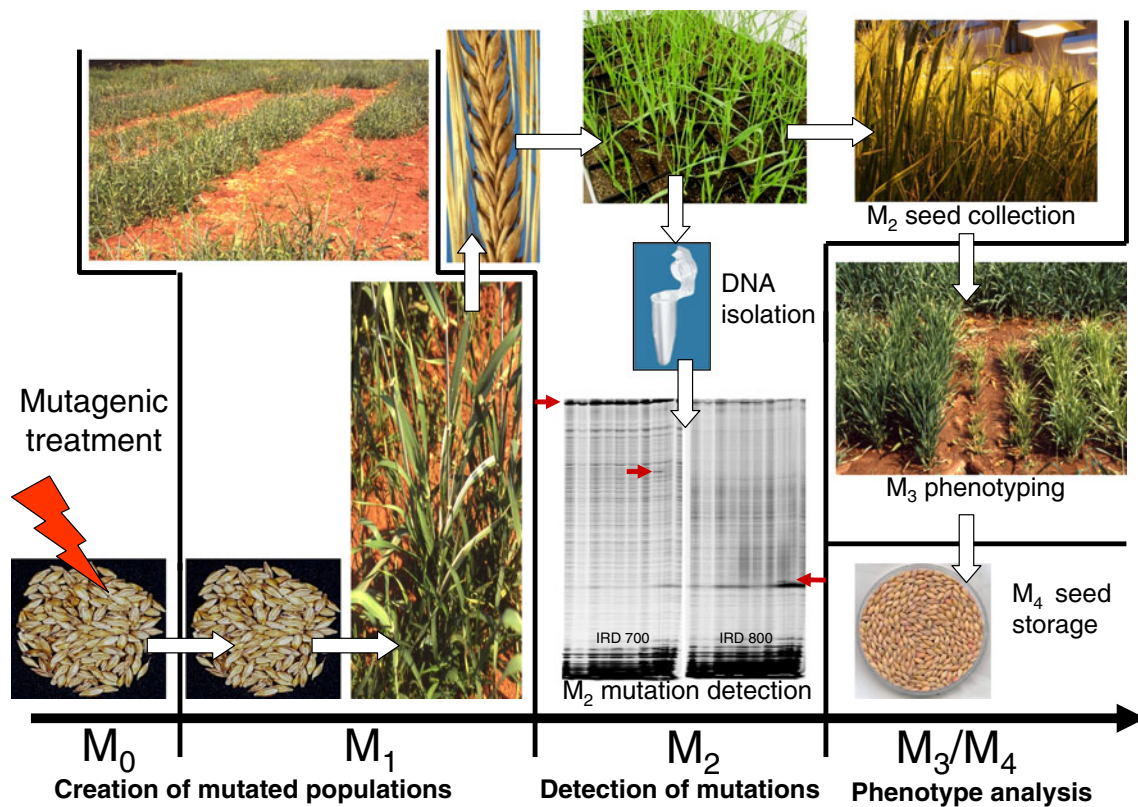 M2 seed collection
DNA
isolation
Mutagenic
treatment
M3 phenotyping
IRD 700
IRD 800
M2 mutation detection
M4 seed
storage
M0
M1
M2
M3/M4
Creation of mutated populations
Detection of mutations
Phenotype analysis